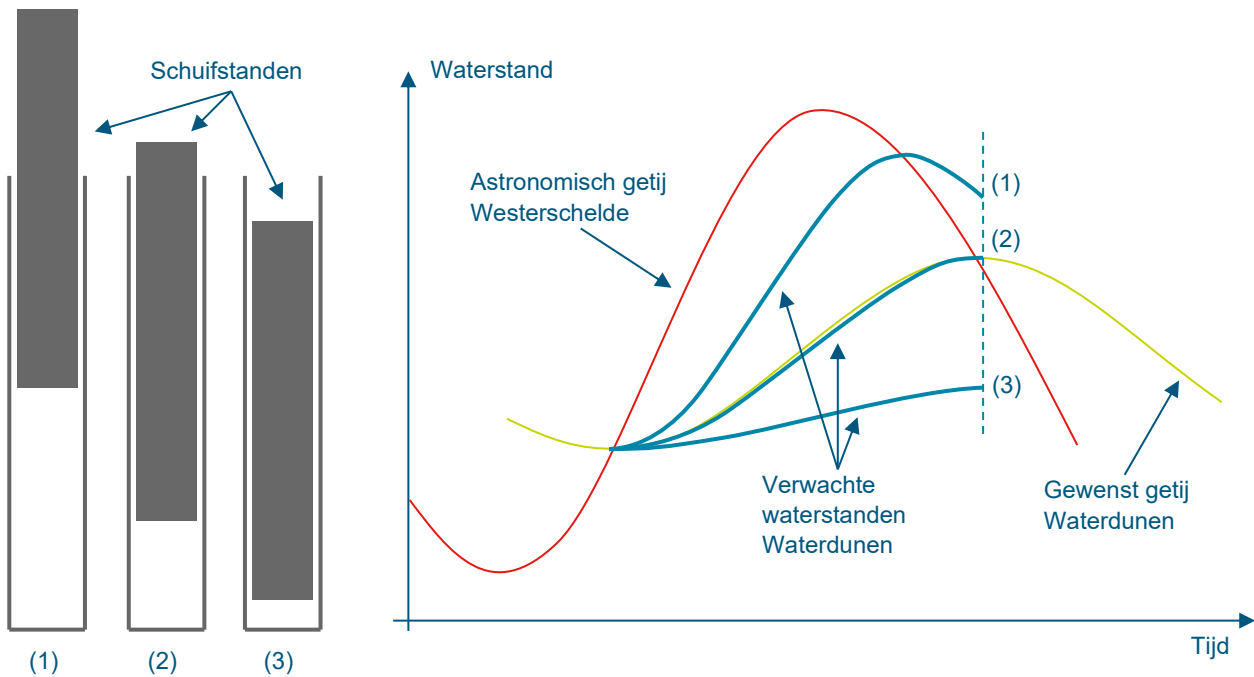 Schuifstanden
(1)
(2)
(3)
Waterstand
Astronomisch getij
Westerschelde
(1)
(2)
(3)
Verwachte
waterstanden
Waterdunen
Gewenst getij
Waterdunen
Tijd